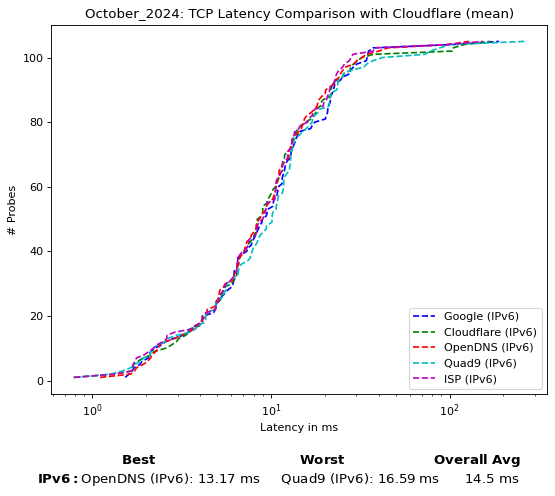 October_2024: TCP Latency Comparison with Cloudflare (mean)
# Probes
100
80
60
40
20
0
10⁰
10¹
10²
Latency in ms
Google (IPv6)
Cloudflare (IPv6)
OpenDNS (IPv6)
Quad9 (IPv6)
ISP (IPv6)
Best Worst Overall Avg
IPv6: OpenDNS (IPv6): 13.17 ms Quad9 (IPv6): 16.59 ms 14.5 ms